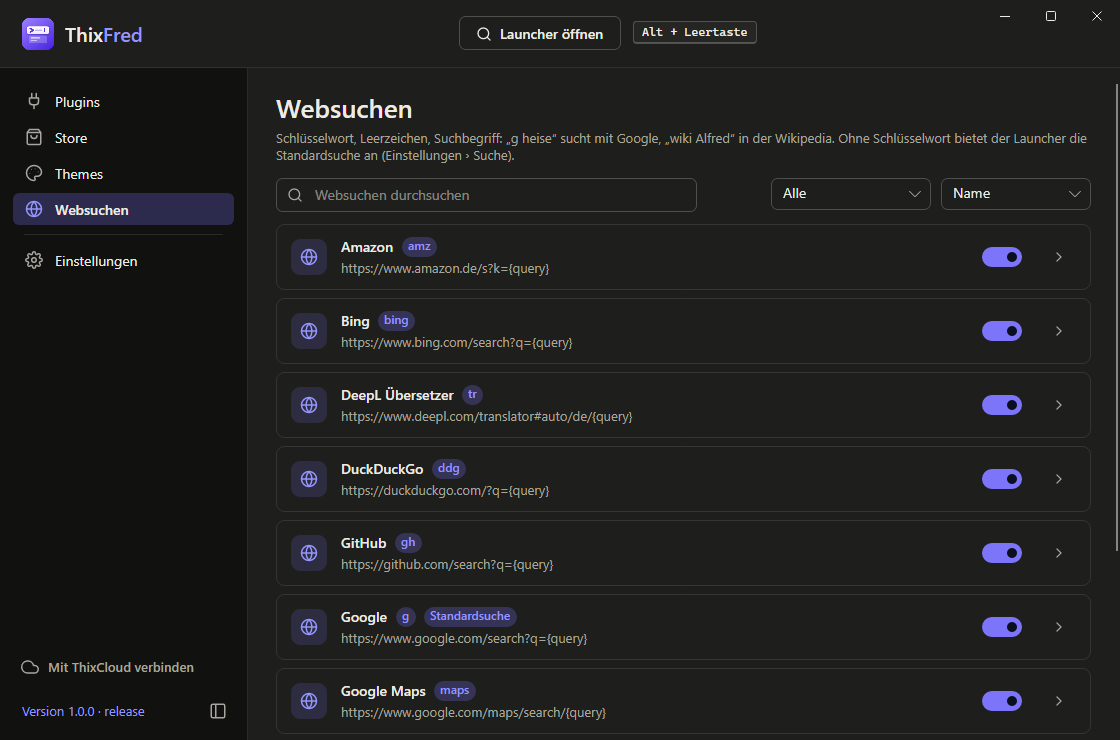 ThixFred
Launcher öffnen
Alt + Leertaste
Plugins
Store
Themes
Websuchen
Einstellungen
Mit ThixCloud verbinden
Version 1.0.0 · release
Websuchen
Schlüsselwort, Leerzeichen, Suchbegriff: „g heise“ sucht mit Google, „wiki Alfred“ in der Wikipedia. Ohne Schlüsselwort bietet der Launcher die
Standardsuche an (Einstellungen › Suche).
Websuchen durchsuchen
Alle
Name
Amazon amz
https://www.amazon.de/s?k={query}
Bing bing
https://www.bing.com/search?q={query}
DeepL Übersetzer tr
https://www.deepl.com/translator#auto/de/{query}
DuckDuckGo ddg
https://duckduckgo.com/?q={query}
GitHub gh
https://github.com/search?q={query}
Google g Standardsuche
https://www.google.com/search?q={query}
Google Maps maps
https://www.google.com/maps/search/{query}